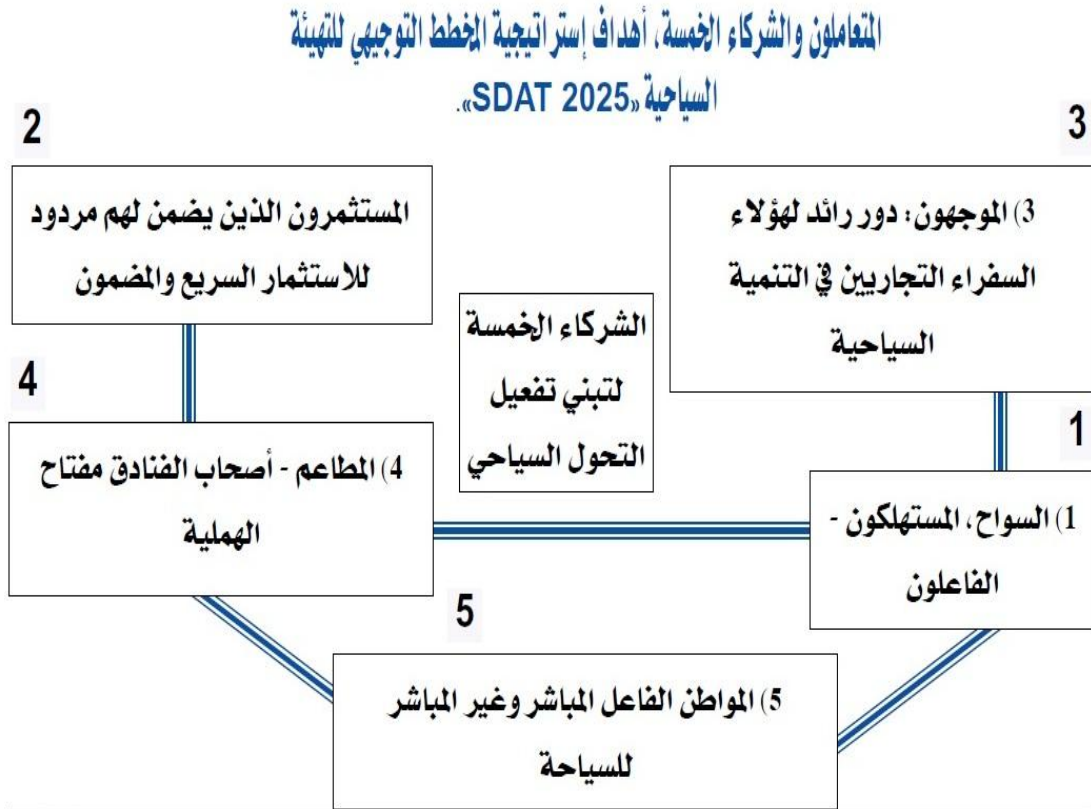 المتعاملون والشركاء الخمسة، أهداف إستراتيجية المخطط التوجيهي للتهيئة
السياحية «SDAT 2025».
3
3) الموجهون: دور رائد لهؤلاء
السفراء التجاريين في التنمية
السياحية
2
المستثمرون الذين يضمن لهم مردود
للاستثمار السريع والمضمون
الشركاء الخمسة
لتبني تفعيل
التحول السياحي
1
1) السواح، المستهلكون -
الفاعلون
4
4) المطاعم - أصحاب الفنادق مفتاح
الهملية
5
5) المواطن الفاعل المباشر وغير المباشر
للسياحة